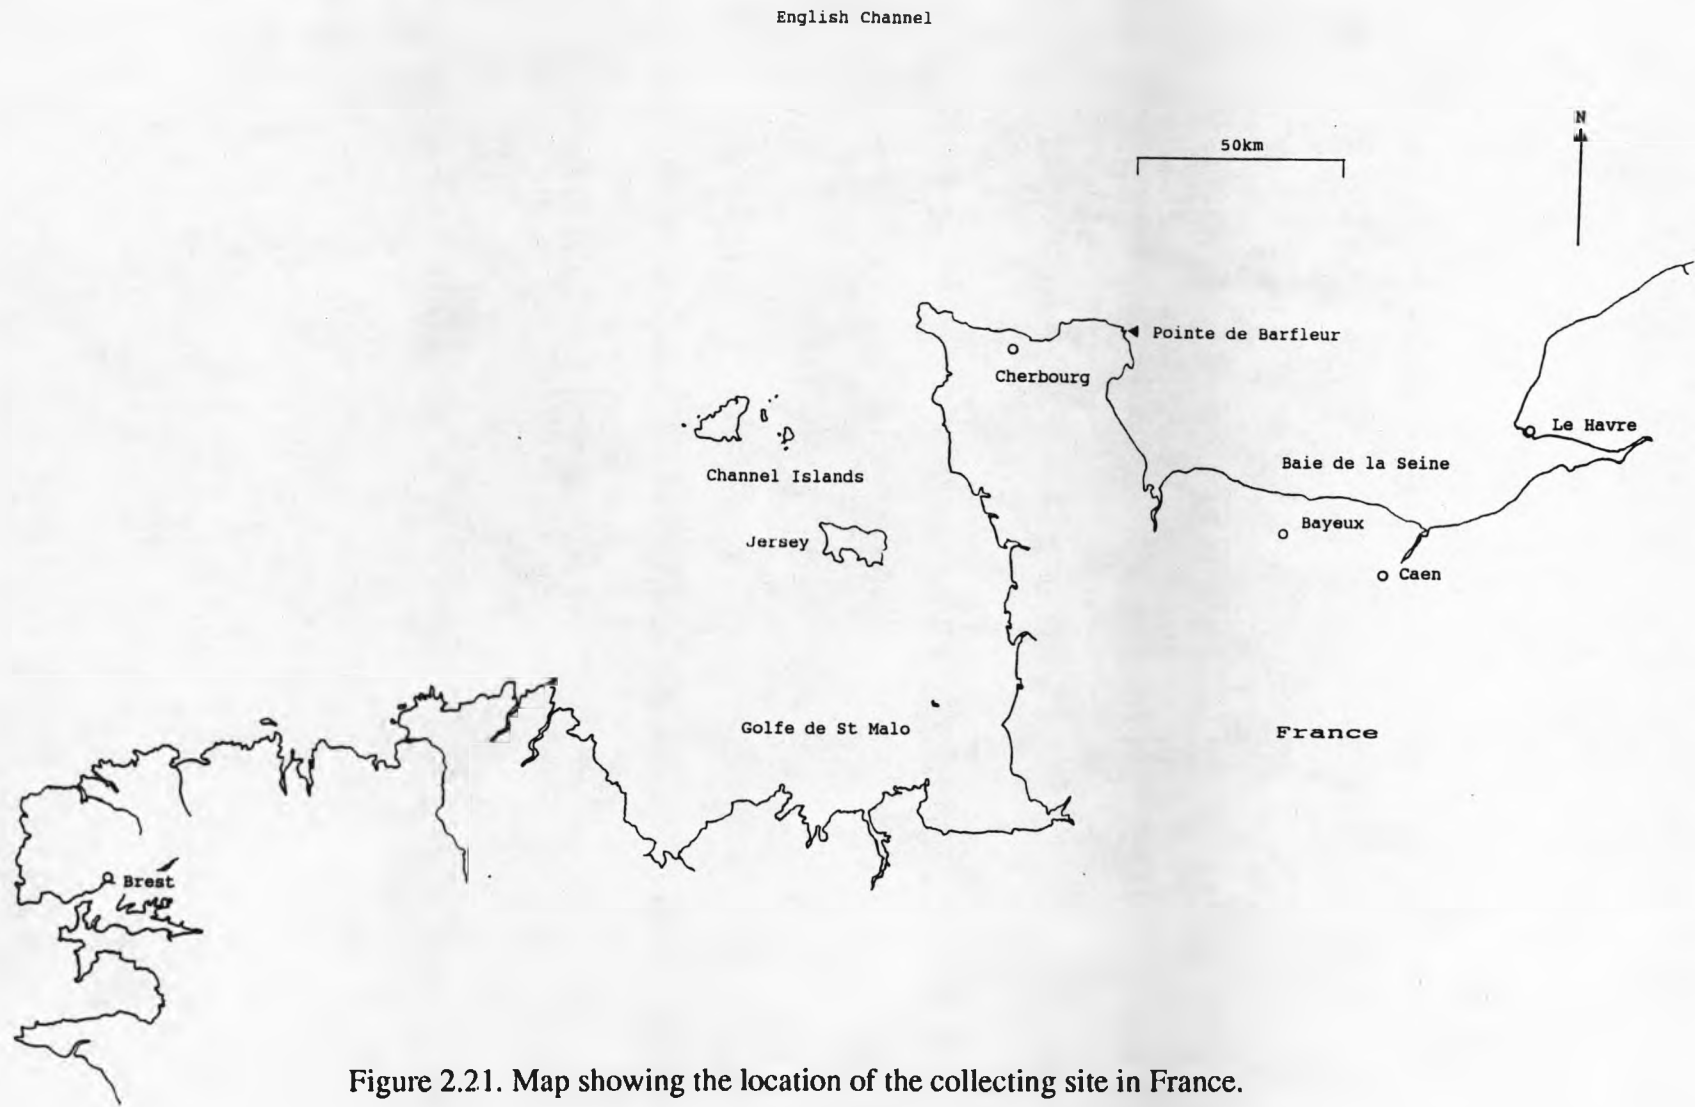 English Channel
N
50km
Pointe de Barfleur
Cherbourg
Le Havre
Baie de la Seine
Channel Islands
Bayeux
Jersey
Caen
Golfe de St Malo
France
Brest
Figure 2.21. Map showing the location of the collecting site in France.